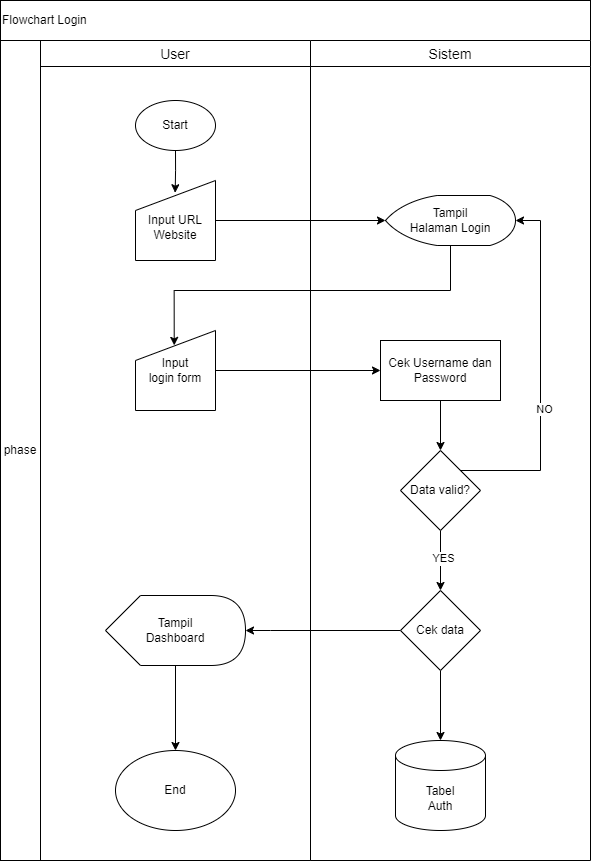 Flowchart Login
User
Sistem
phase
Start
Input URL
Website
Tampil
Halaman Login
Input
login form
Cek Username dan
Password
NO
Data valid?
YES
Tampil
Dashboard
Cek data
End
Tabel
Auth